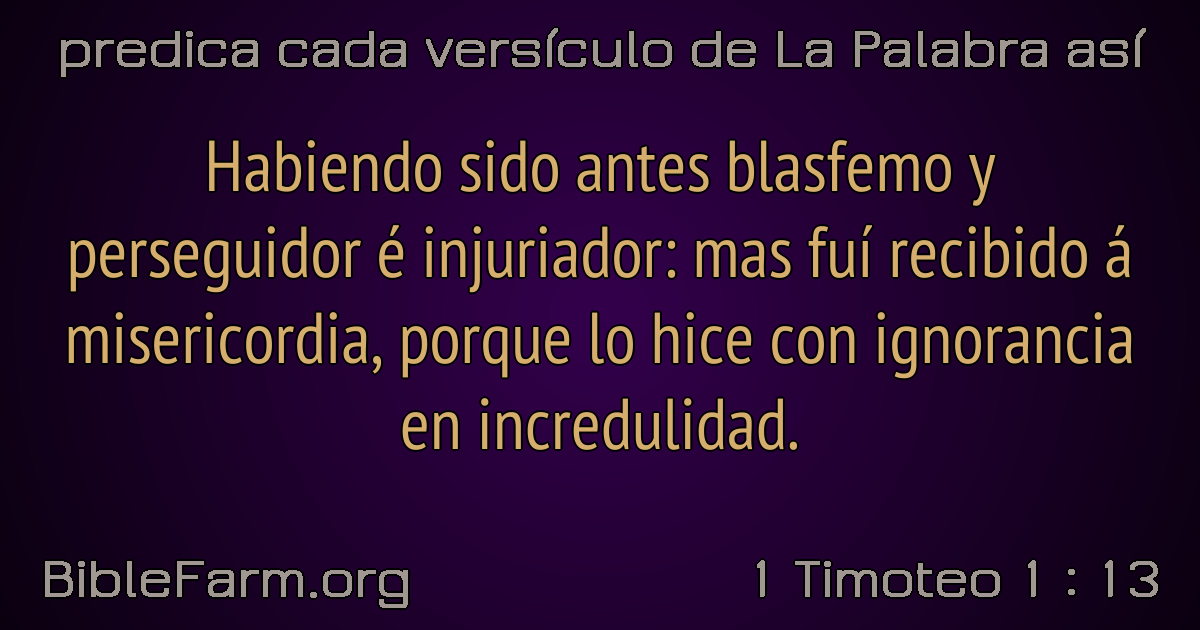 predica cada versículo de La Palabra así
Habiendo sido antes blasfemo y
perseguidor é injuriador: mas fuí recibido á
misericordia, porque lo hice con ignorancia
en incredulidad.
BibleFarm.org
1 Timoteo 1 : 13